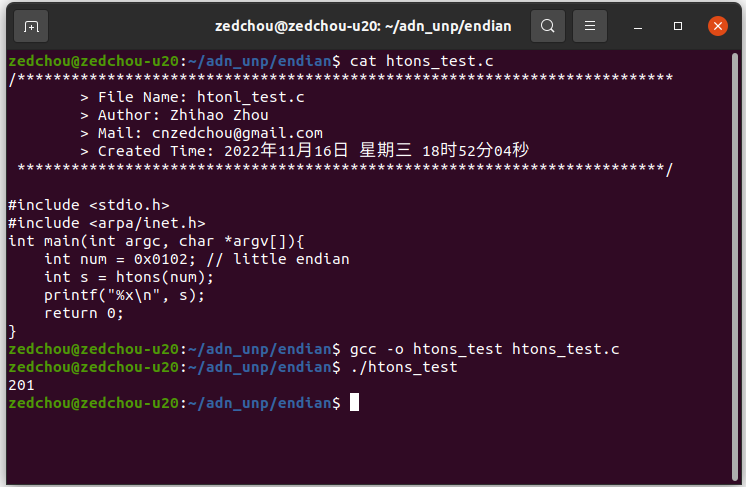 zedchou@zedchou-u20: ~/adn_unp/endian
zedchou@zedchou-u20:~/adn_unp/endian$ cat htons_test.c
/*************************************************************************
        > File Name: htonl_test.c
        > Author: Zhihao Zhou
        > Mail: cnzedchou@gmail.com
        > Created Time: 2022年11月16日 星期三 18时52分04秒
 ************************************************************************/

#include <stdio.h>
#include <arpa/inet.h>
int main(int argc, char *argv[]){
    int num = 0x0102; // little endian
    int s = htons(num);
    printf("%x\n", s);
    return 0;
}
zedchou@zedchou-u20:~/adn_unp/endian$ gcc -o htons_test htons_test.c
zedchou@zedchou-u20:~/adn_unp/endian$ ./htons_test
201
zedchou@zedchou-u20:~/adn_unp/endian$